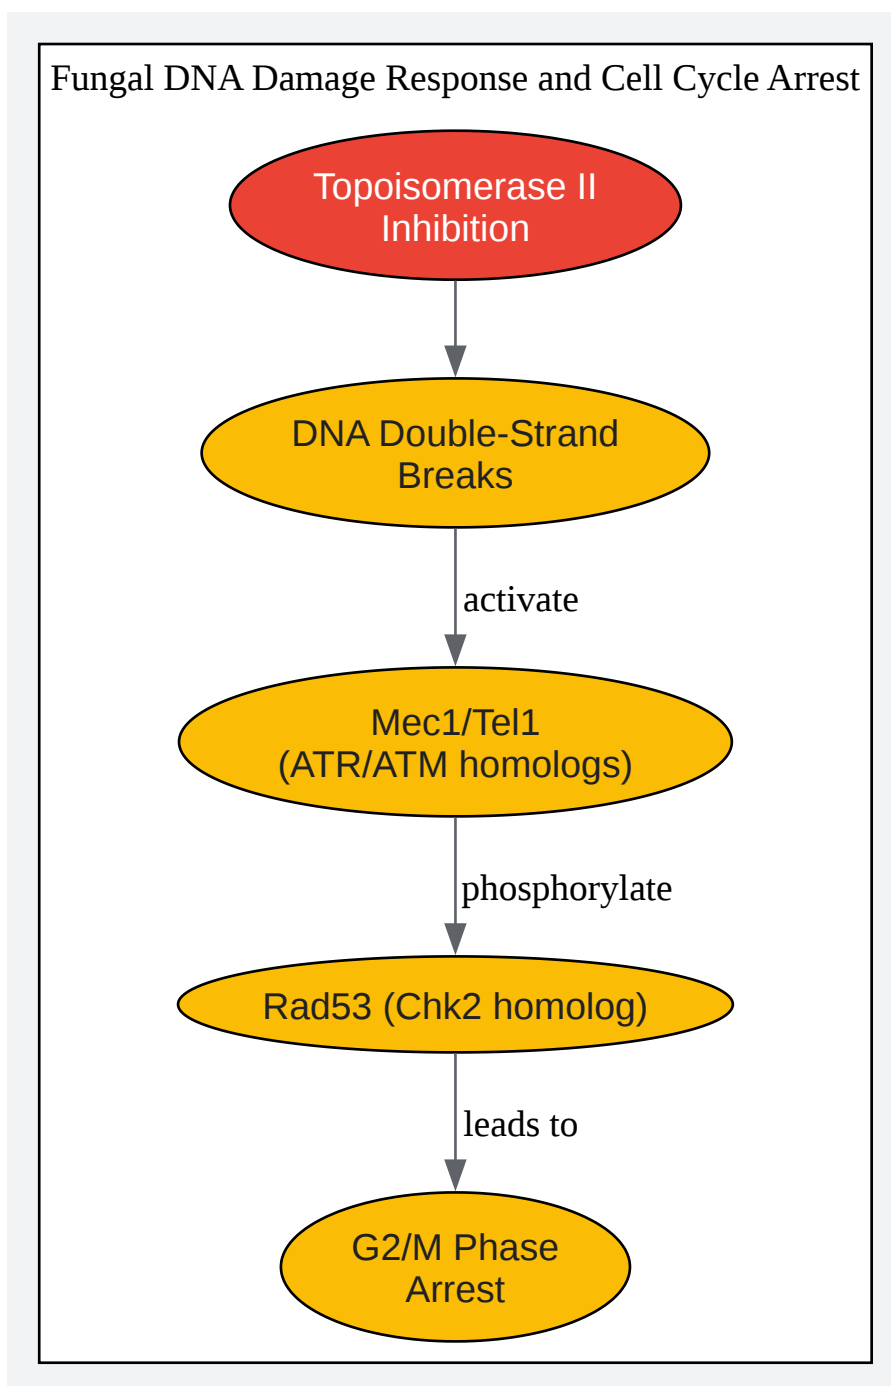 Fungal DNA Damage Response and Cell Cycle Arrest
Topoisomerase II
Inhibition
DNA Double-Strand
Breaks
activate
Mec1/Tel1
(ATR/ATM homologs)
phosphorylate
Rad53 (Chk2 homolog)
leads to
G2/M Phase
Arrest